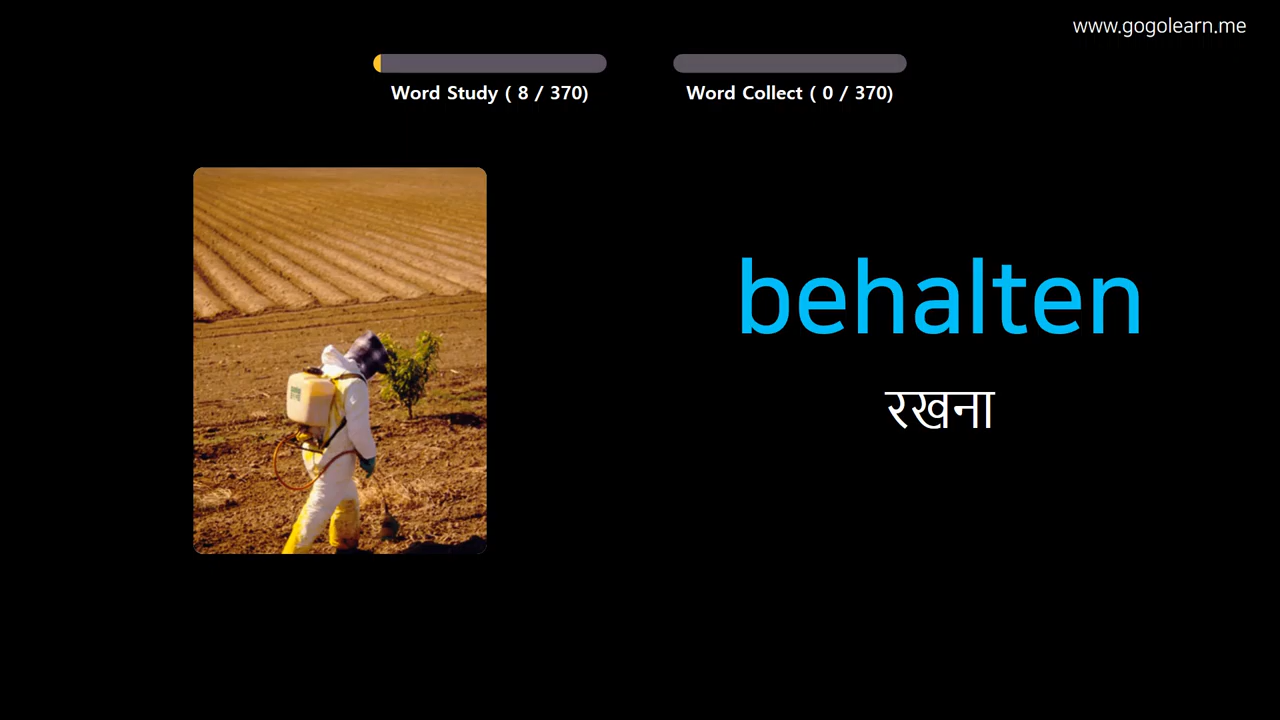 www.gogolearn.me
Word Study ( 8 / 370)
Word Collect ( 0 / 370)
behalten
रखना